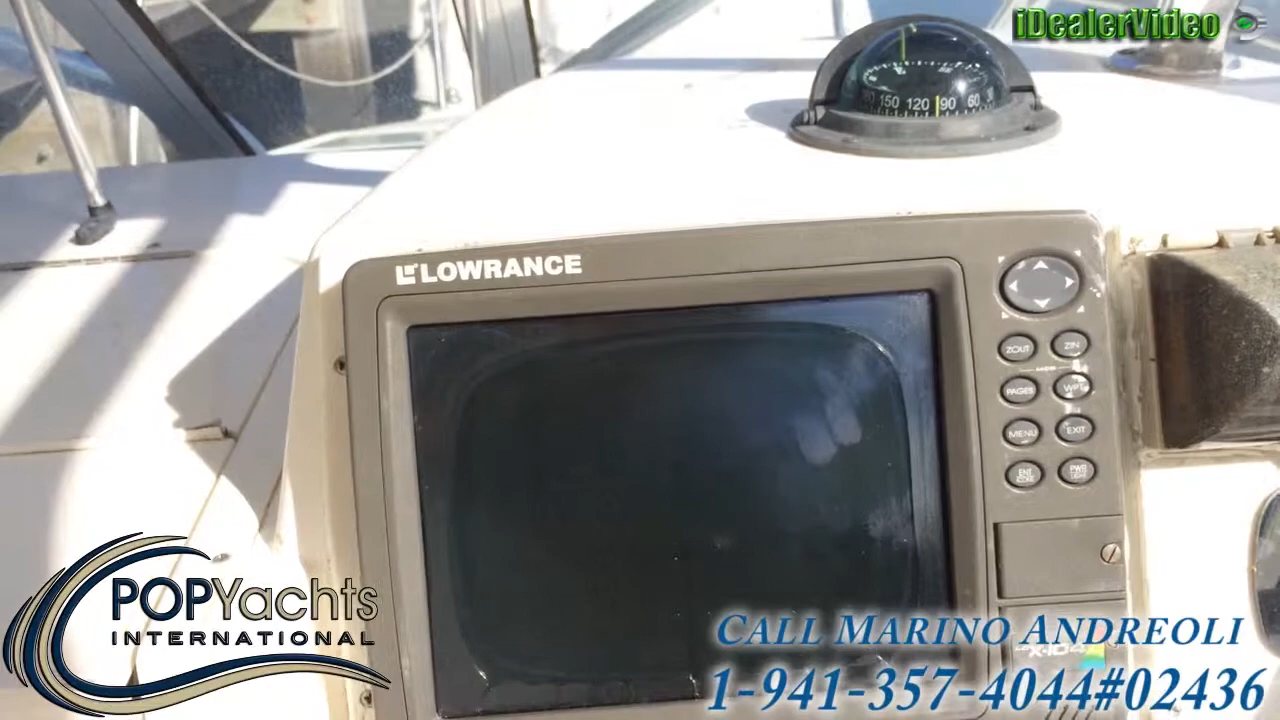 iDealerVideo
150 120 90 60
LOWRANCE
ZOUT ZIN
PAGES WPT
MENU EXIT
ENT PWR
POPYachts
INTERNATIONAL
CALL MARINO ANDREOLI
1-941-357-4044#02436